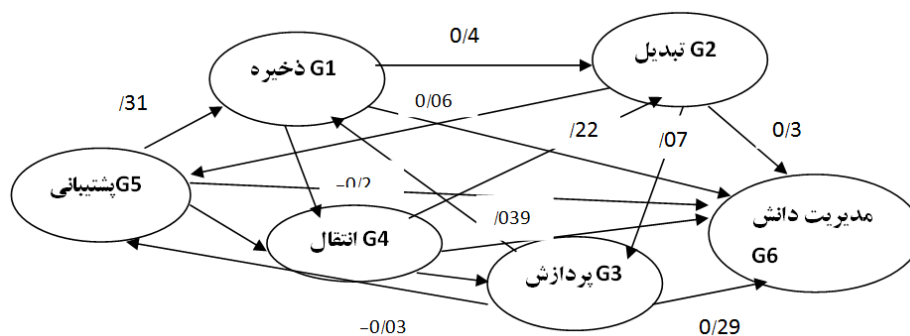 0/4
G2 تبدیل
G1 ذخیره
/31
0/06
/22
/07
0/3
G5پشتیبانی
–0/2
مدیریت دانش
G6
G4 انتقال
/039
G3 پردازش
–0/03
0/29